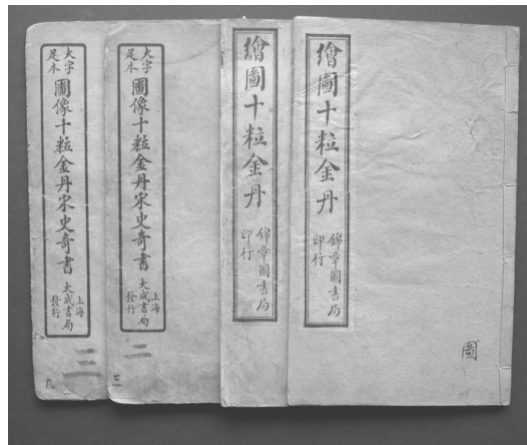 繪圖十粒金丹
錦章圖書局
印行
圖
繪圖十粒金丹
錦章圖書局
印行
大字
足本
圖像十粒金丹宋史奇書
上海
大成書局
發行
二
三
大字
足本
圖像十粒金丹宋史奇書
上海
大成書局
發行
三
九